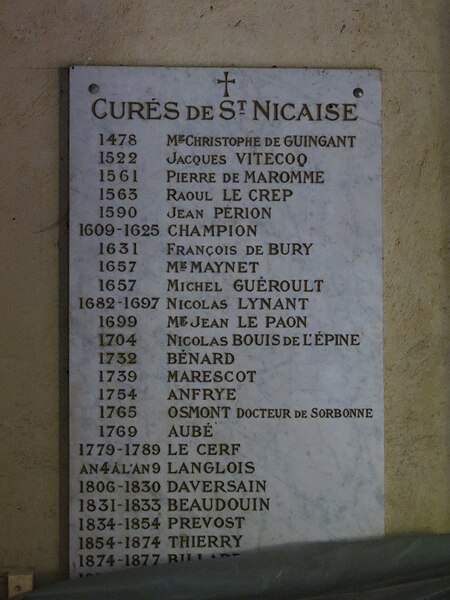 CURÉS DE ST NICAISE
1478 ME CHRISTOPHE DE GUINGANT
1522 JACQUES VITECOQ
1561 PIERRE DE MAROMME
1563 RAOUL LE CREP
1590 JEAN PÉRION
1609-1625 CHAMPION
1631 FRANÇOIS DE BURY
1657 ME MAYNET
1657 MICHEL GUÉROULT
1682-1697 NICOLAS LYNANT
1699 ME JEAN LE PAON
1704 NICOLAS BOUIS DE L'ÉPINE
1732 BÉNARD
1739 MARESCOT
1754 ANFRYE
1765 OSMONT DOCTEUR DE SORBONNE
1769 AUBÉ
1779-1789 LE CERF
AN 4 À L'AN 9 LANGLOIS
1806-1830 DAVERSAIN
1831-1833 BEAUDOUIN
1834-1854 PREVOST
1854-1874 THIERRY
1874-1877